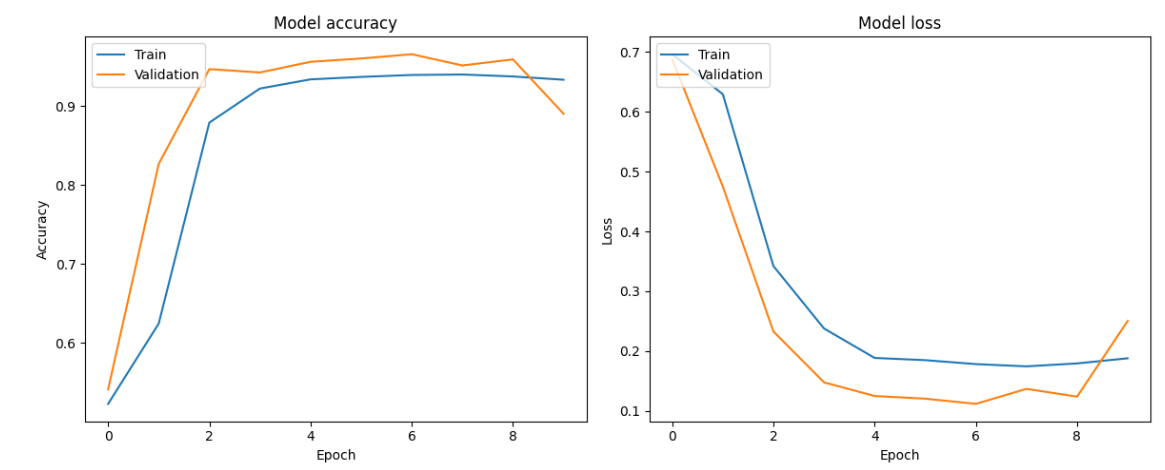 Model accuracy
Train
Validation
0.9
0.8
0.7
0.6
Accuracy
0 2 4 6 8
Epoch
Model loss
Train
Validation
0.7
0.6
0.5
0.4
0.3
0.2
0.1
Loss
0 2 4 6 8
Epoch